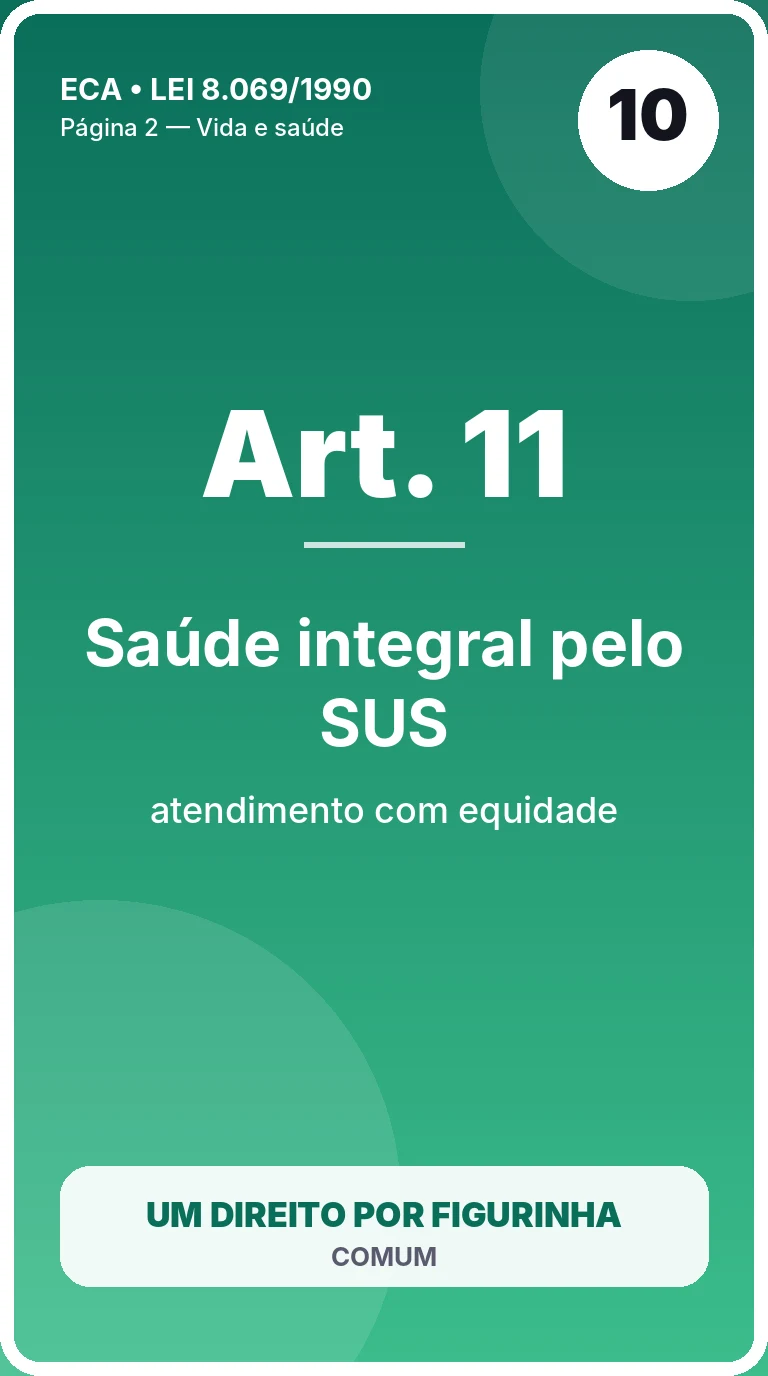 ECA • LEI 8.069/1990
Página 2 — Vida e saúde
10
Art. 11
Saúde integral pelo
SUS
atendimento com equidade
UM DIREITO POR FIGURINHA
COMUM